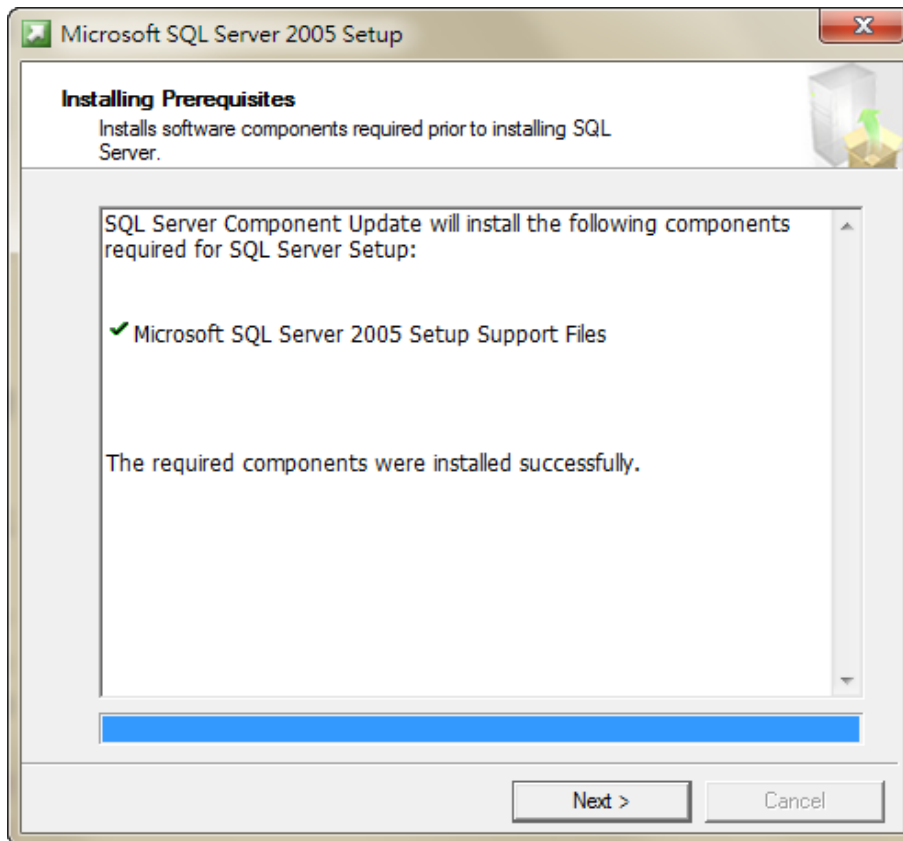 Microsoft SQL Server 2005 Setup
Installing Prerequisites
Installs software components required prior to installing SQL
Server.
SQL Server Component Update will install the following components
required for SQL Server Setup:
Microsoft SQL Server 2005 Setup Support Files
The required components were installed successfully.
Next >
Cancel